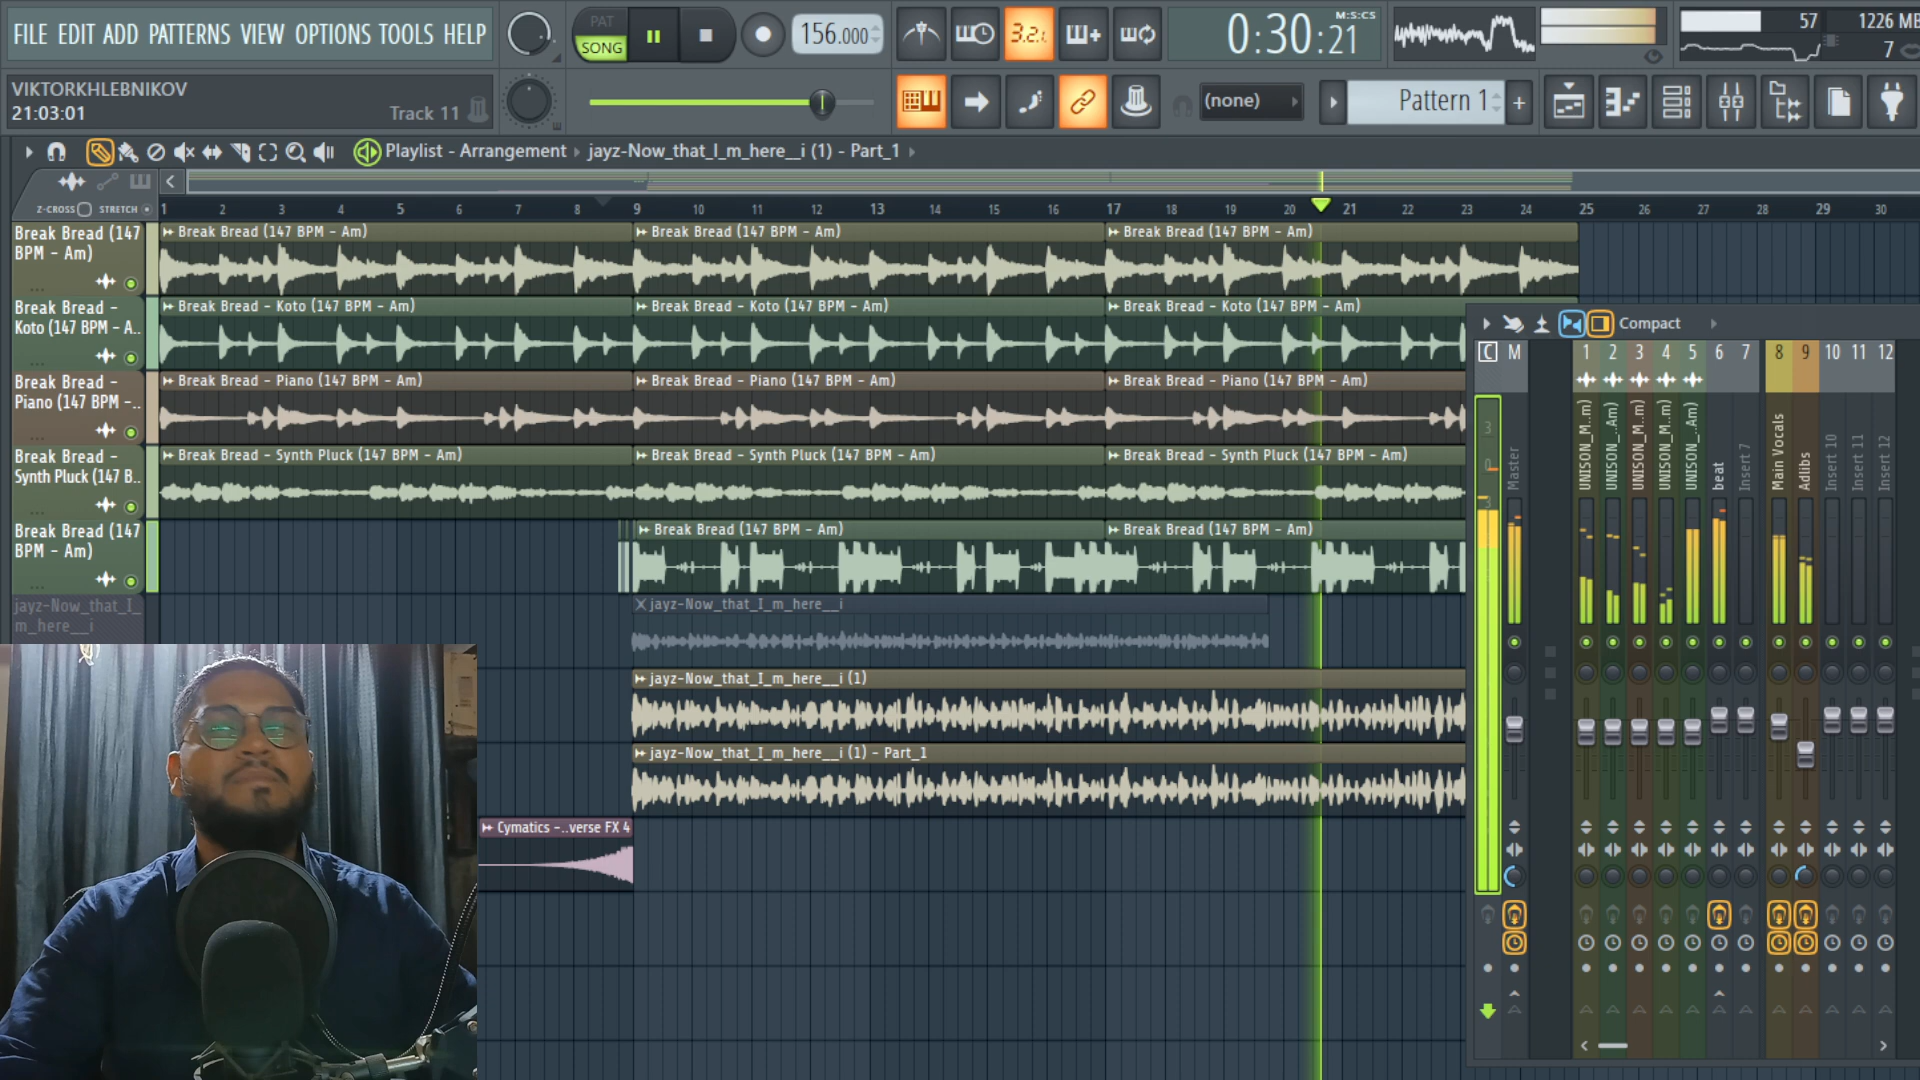 FILE EDIT ADD PATTERNS VIEW OPTIONS TOOLS HELP
PAT
SONG
156.000
3.2.
0:30:21
M:S:CS
57
1226 MB
7
VIKTORKHLEBNIKOV
21:03:01
Track 11
(none)
Pattern 1
+
Playlist - Arrangement
jayz-Now_that_I_m_here__i (1) - Part_1
Z-CROSS STRETCH
1 2 3 4 5 6 7 8 9 10 11 12 13 14 15 16 17 18 19 20 21 22 23 24 25 26 27 28 29 30
Break Bread (147
BPM - Am)
Break Bread (147 BPM - Am)
Break Bread (147 BPM - Am)
Break Bread (147 BPM - Am)
Break Bread -
Koto (147 BPM - A..
Break Bread - Koto (147 BPM - Am)
Break Bread - Koto (147 BPM - Am)
Break Bread - Koto (147 BPM - Am)
Break Bread -
Piano (147 BPM -..
Break Bread - Piano (147 BPM - Am)
Break Bread - Piano (147 BPM - Am)
Break Bread - Piano (147 BPM - Am)
Break Bread -
Synth Pluck (147 B..
Break Bread - Synth Pluck (147 BPM - Am)
Break Bread - Synth Pluck (147 BPM - Am)
Break Bread - Synth Pluck (147 BPM - Am)
Break Bread (147
BPM - Am)
Break Bread (147 BPM - Am)
Break Bread (147 BPM - Am)
jayz-Now_that_I_
m_here__i
jayz-Now_that_I_m_here__i
jayz-Now_that_I_m_here__i (1)
jayz-Now_that_I_m_here__i (1) - Part_1
Cymatics -..verse FX 4
Compact
C M 1 2 3 4 5 6 7 8 9 10 11 12
3
0
3
Master
UNISON_M..m)
UNISON_..Am)
UNISON_M..m)
UNISON_M..m)
UNISON_..Am)
beat
Insert 7
Main Vocals
Adlibs
Insert 10
Insert 11
Insert 12